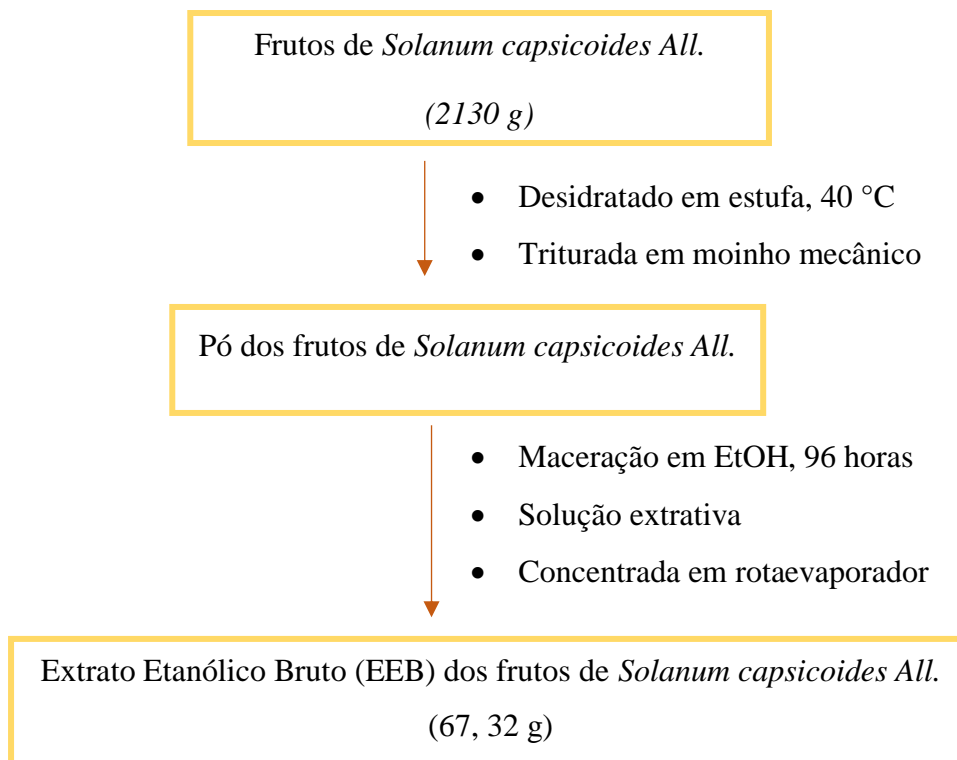 Frutos de Solanum capsicoides All.
(2130 g)
• Desidratado em estufa, 40 °C
• Triturada em moinho mecânico
Pó dos frutos de Solanum capsicoides All.
• Maceração em EtOH, 96 horas
• Solução extrativa
• Concentrada em rotaevaporador
Extrato Etanólico Bruto (EEB) dos frutos de Solanum capsicoides All.
(67, 32 g)